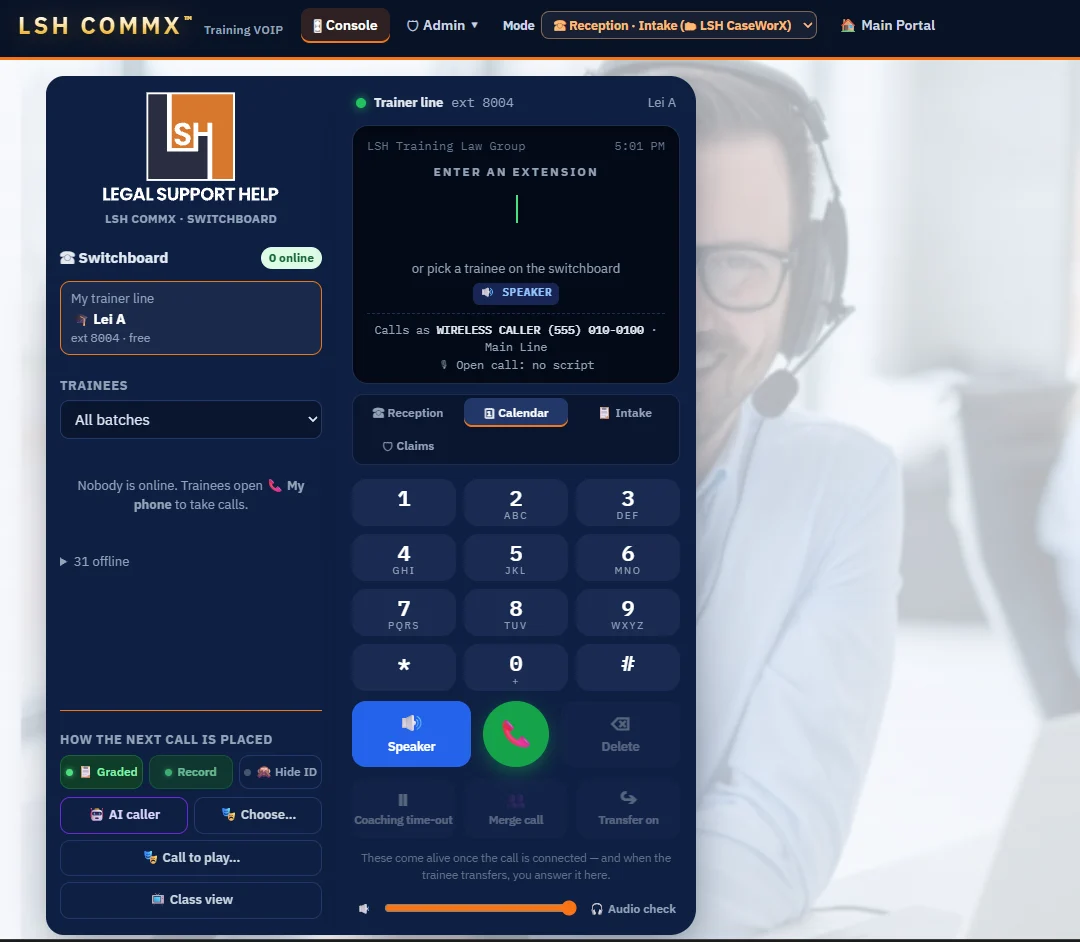 LSH COMMX™ Training VOIP Console Admin ▼ Mode Reception · Intake (LSH CaseWorX) Main Portal
LSH
LEGAL SUPPORT HELP
LSH COMMX · SWITCHBOARD
Switchboard 0 online
My trainer line
Lei A
ext 8004 · free
TRAINEES
All batches
Nobody is online. Trainees open 📞 My
phone to take calls.
▶ 31 offline
HOW THE NEXT CALL IS PLACED
Graded Record Hide ID
AI caller Choose...
Call to play...
Class view
Trainer line ext 8004 Lei A
LSH Training Law Group 5:01 PM
ENTER AN EXTENSION
or pick a trainee on the switchboard
SPEAKER
Calls as WIRELESS CALLER (555) 010-0100 ·
Main Line
Open call: no script
Reception Calendar Intake
Claims
1 2 3
ABC DEF
4 5 6
GHI JKL MNO
7 8 9
PQRS TUV WXYZ
* 0 #
+
Speaker Delete
Coaching time-out Merge call Transfer on
These come alive once the call is connected — and when the
trainee transfers, you answer it here.
Audio check